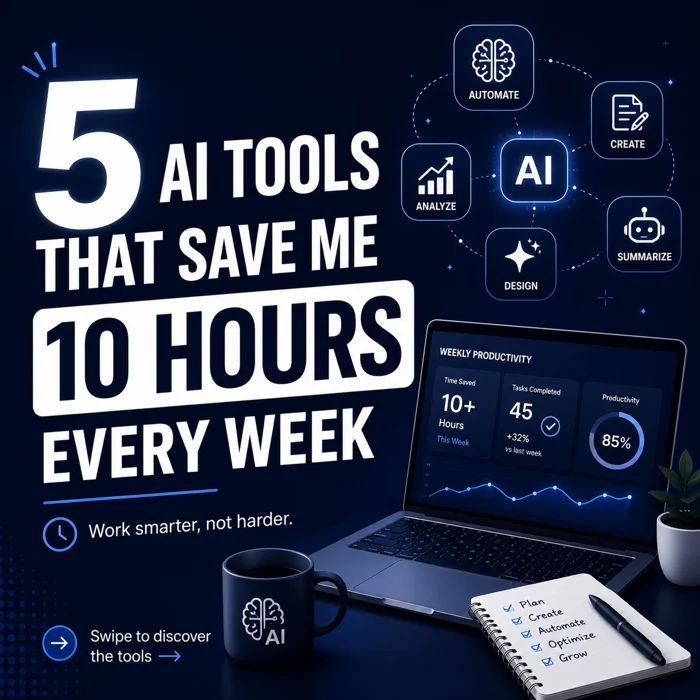 5 AI TOOLS
THAT SAVE ME
10 HOURS
EVERY WEEK
Work smarter, not harder.
Swipe to discover
the tools →
AUTOMATE
CREATE
AI
ANALYZE
SUMMARIZE
DESIGN
WEEKLY PRODUCTIVITY
Time Saved
10+
Hours
This Week
Tasks Completed
45
+32%
vs last week
Productivity
85%
AI
Plan
Create
Automate
Optimize
Grow